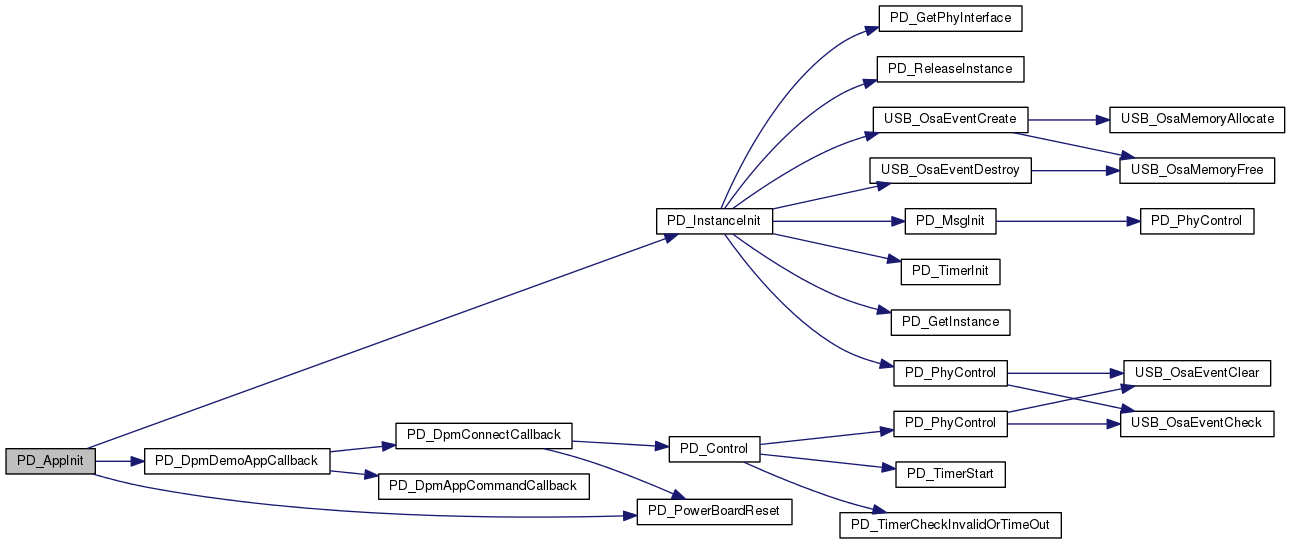 PD_GetPhyInterface
PD_ReleaseInstance
USB_OsaEventCreate
USB_OsaMemoryAllocate
USB_OsaEventDestroy
USB_OsaMemoryFree
PD_InstanceInit
PD_MsgInit
PD_PhyControl
PD_TimerInit
PD_GetInstance
PD_PhyControl
USB_OsaEventClear
PD_PhyControl
USB_OsaEventCheck
PD_DpmConnectCallback
PD_Control
PD_AppInit
PD_DpmDemoAppCallback
PD_TimerStart
PD_DpmAppCommandCallback
PD_PowerBoardReset
PD_TimerCheckInvalidOrTimeOut